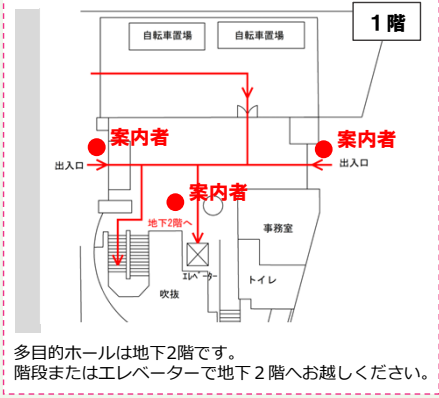 1階
自転車置場
自転車置場
案内者
案内者
出入口
出入口
案内者
地下2階へ
事務室
エレベーター
トイレ
吹抜
多目的ホールは地下2階です。
階段またはエレベーターで地下２階へお越しください。